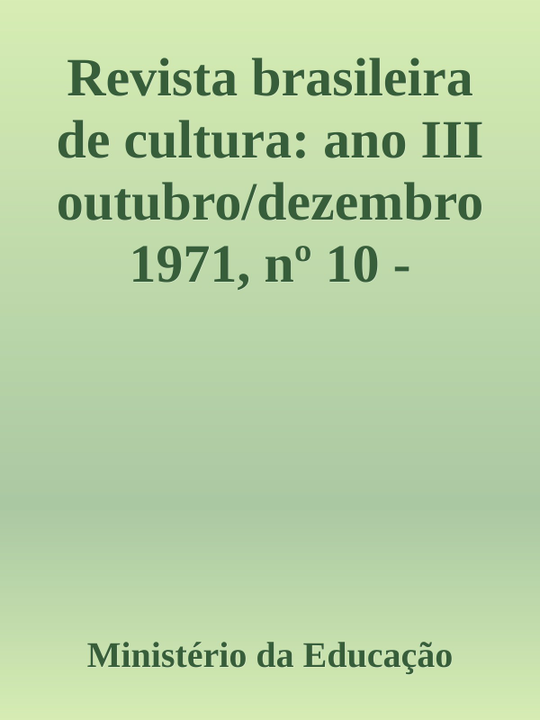 Revista brasileira
de cultura: ano III
outubro/dezembro
1971, nº 10 -
Ministério da Educação